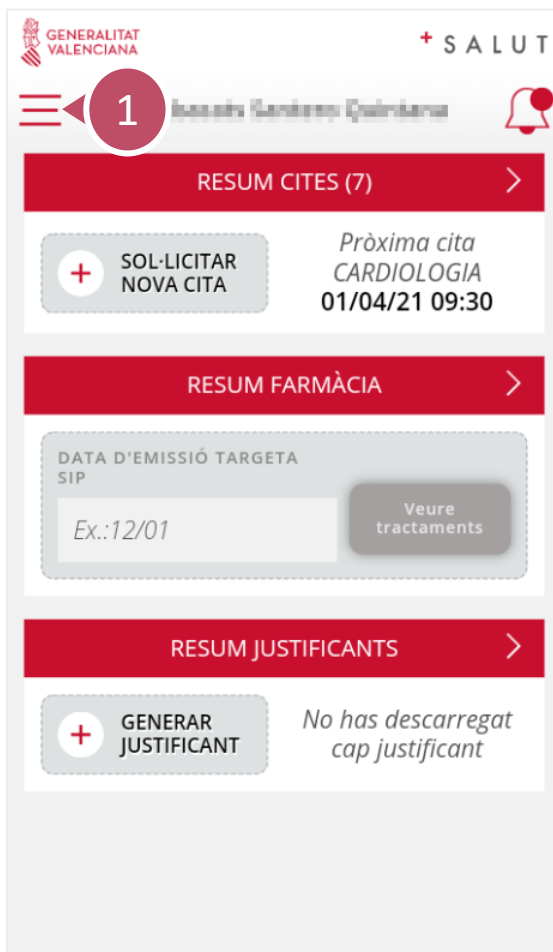 GENERALITAT
VALENCIANA
+ SALUT
1
RESUM CITES (7)
SOL·LICITAR
NOVA CITA
Pròxima cita
CARDIOLOGIA
01/04/21 09:30
RESUM FARMÀCIA
DATA D'EMISSIÓ TARGETA
SIP
Ex.:12/01
Veure
tractaments
RESUM JUSTIFICANTS
GENERAR
JUSTIFICANT
No has descarregat
cap justificant